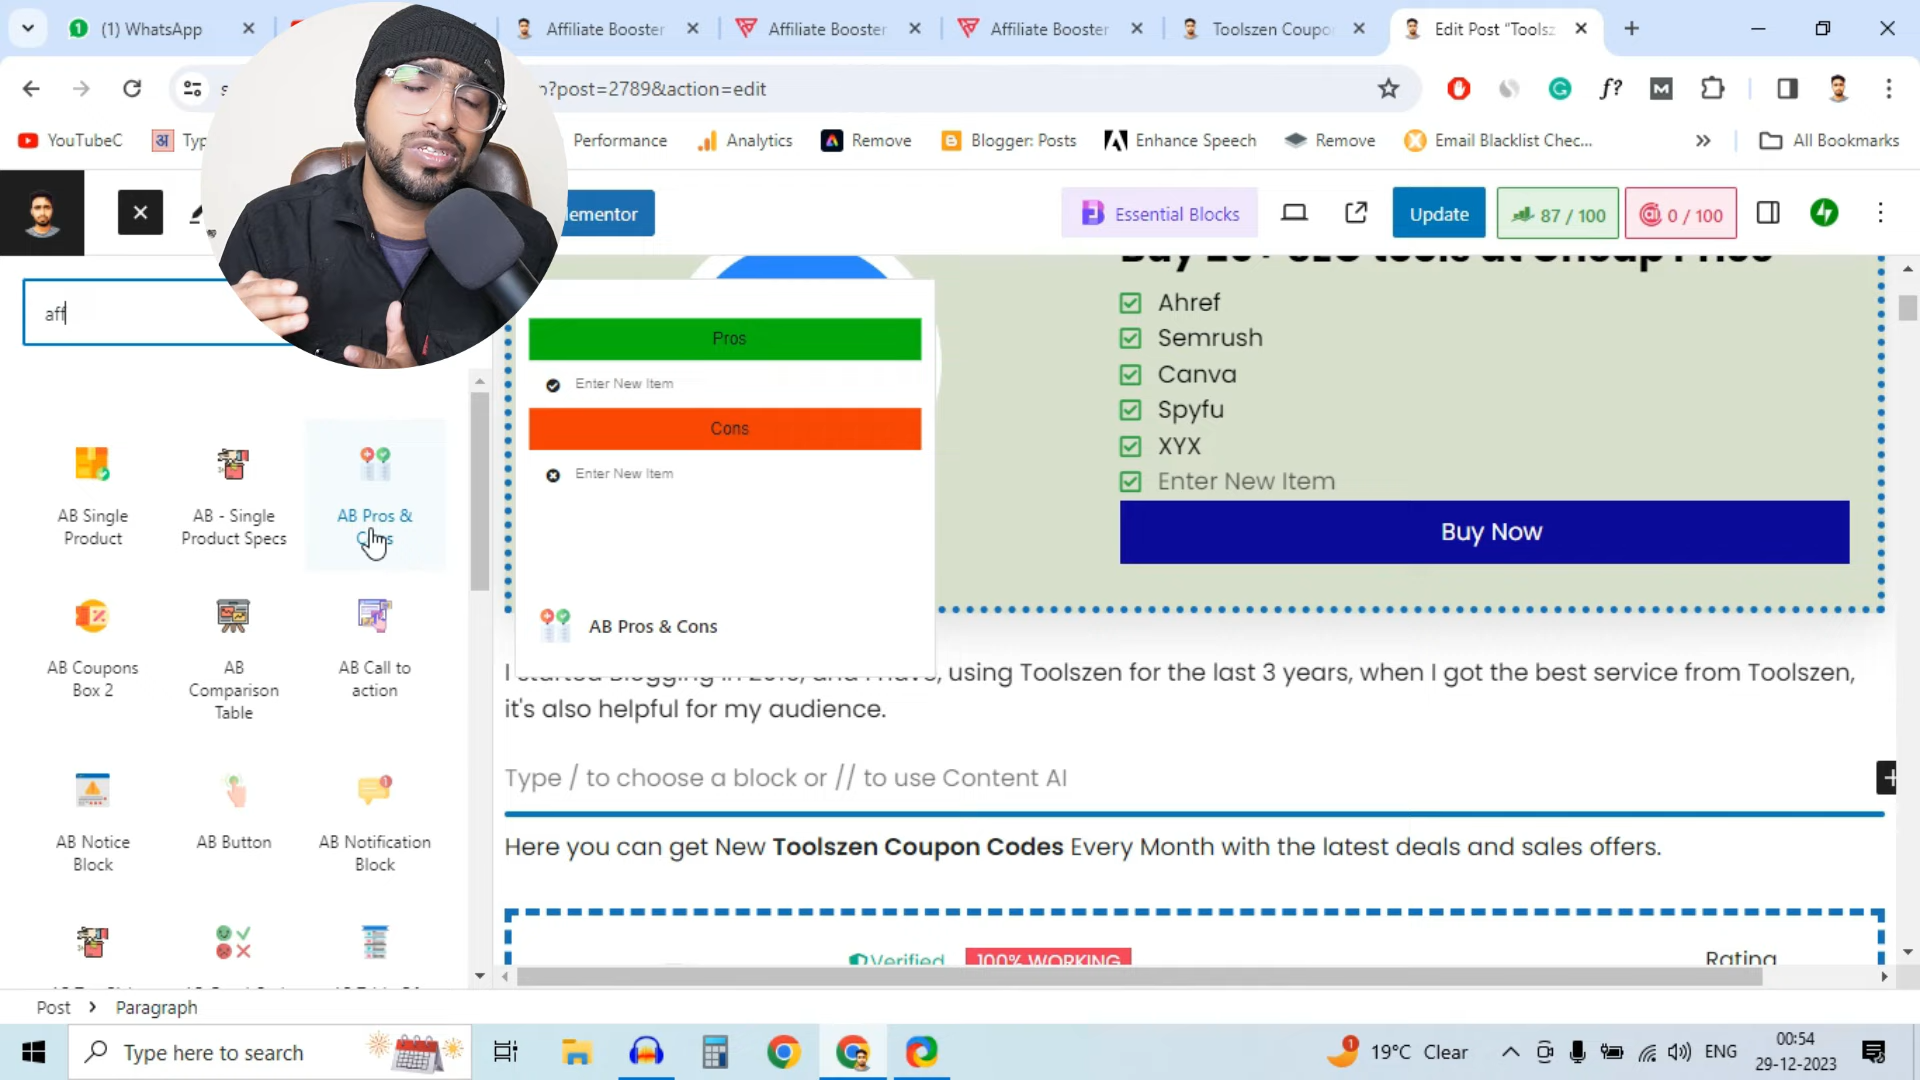 (1) WhatsApp
Affiliate Booster
Affiliate Booster
Affiliate Booster
Toolszen Coupo
Edit Post "Toolsz
?post=2789&action=edit
YouTubeC
Typ
Performance
Analytics
Remove
Blogger: Posts
Enhance Speech
Remove
Email Blacklist Chec...
All Bookmarks
lementor
Essential Blocks
Update
87 / 100
0 / 100
aff
AB Single
Product
AB - Single
Product Specs
AB Pros &
AB Coupons
Box 2
AB
Comparison
Table
AB Call to
action
AB Notice
Block
AB Button
AB Notification
Block
Pros
Enter New Item
Cons
Enter New Item
AB Pros & Cons
Ahref
Semrush
Canva
Spyfu
XYX
Enter New Item
Buy Now
using Toolszen for the last 3 years, when I got the best service from Toolszen,
it's also helpful for my audience.
Type / to choose a block or // to use Content AI
Here you can get New Toolszen Coupon Codes Every Month with the latest deals and sales offers.
Verified
100% WORKING
Rating
Post > Paragraph
Type here to search
1
19°C Clear
ENG
00:54
29-12-2023